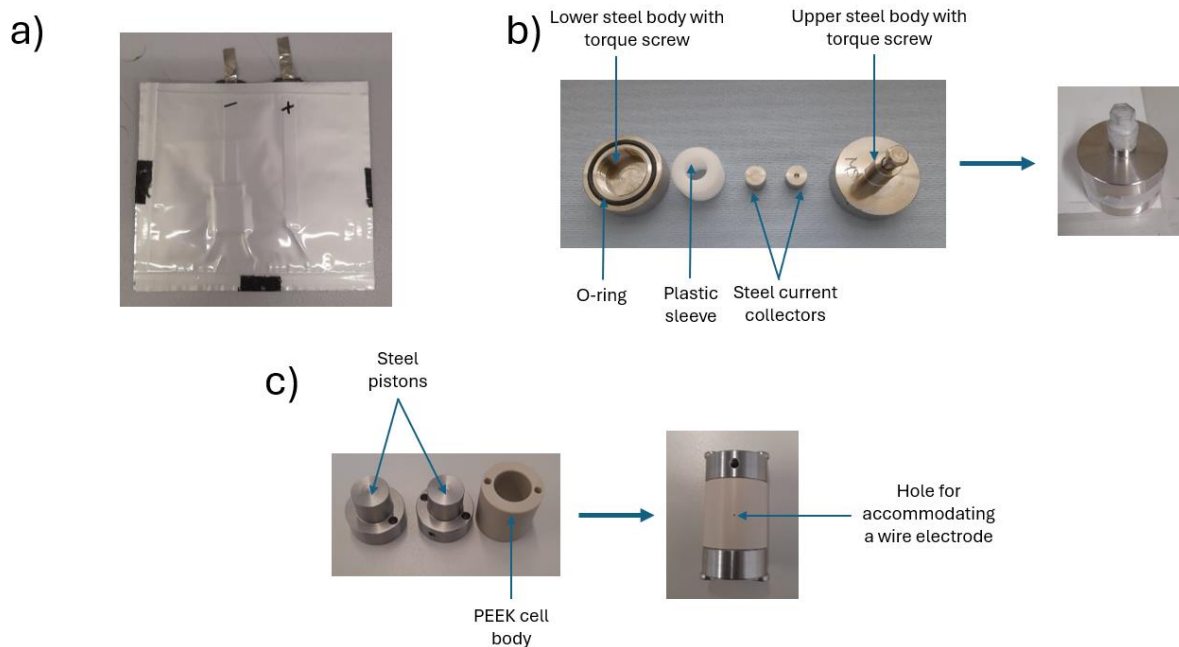 a)
− +
b)
Lower steel body with
torque screw
Upper steel body with
torque screw
O-ring
Plastic
sleeve
Steel current
collectors
c)
Steel
pistons
PEEK cell
body
Hole for
accommodating
a wire electrode